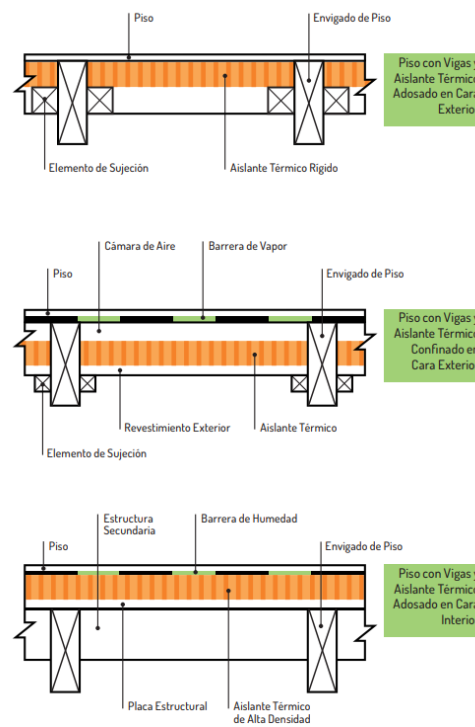 Piso
Envigado de Piso
Piso con Vigas y
Aislante Térmico
Adosado en Cara
Exterio
Elemento de Sujeción
Aislante Térmico Rígido
Cámara de Aire
Barrera de Vapor
Piso
Envigado de Piso
Piso con Vigas y
Aislante Térmico
Confinado en
Cara Exterio
Revestimiento Exterior
Aislante Térmico
Elemento de Sujeción
Estructura
Secundaria
Barrera de Humedad
Piso
Envigado de Piso
Piso con Vigas y
Aislante Térmico
Adosado en Cara
Interio
Placa Estructural
Aislante Térmico
de Alta Densidad